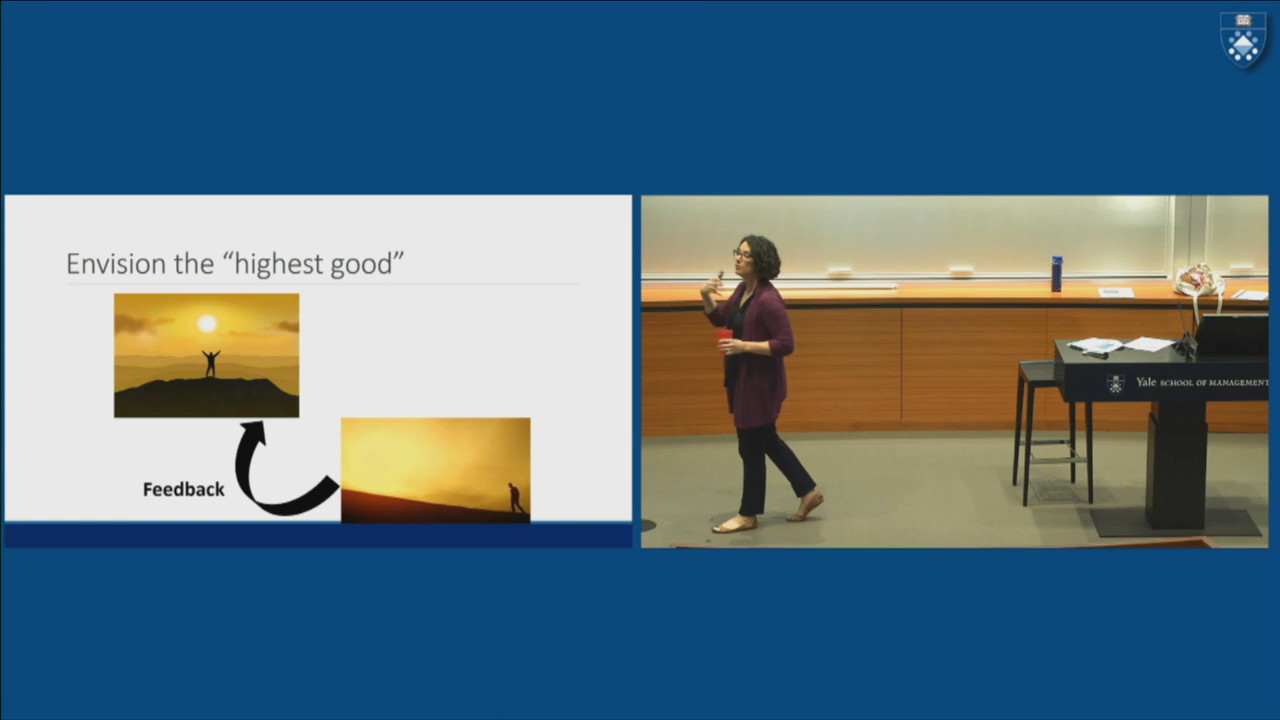 Envision the “highest good”
Feedback
Yale SCHOOL OF MANAGEMENT